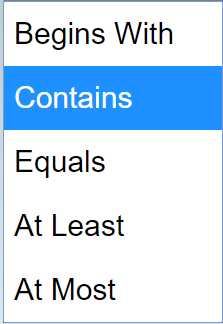 Begins With
Contains
Equals
At Least
At Most